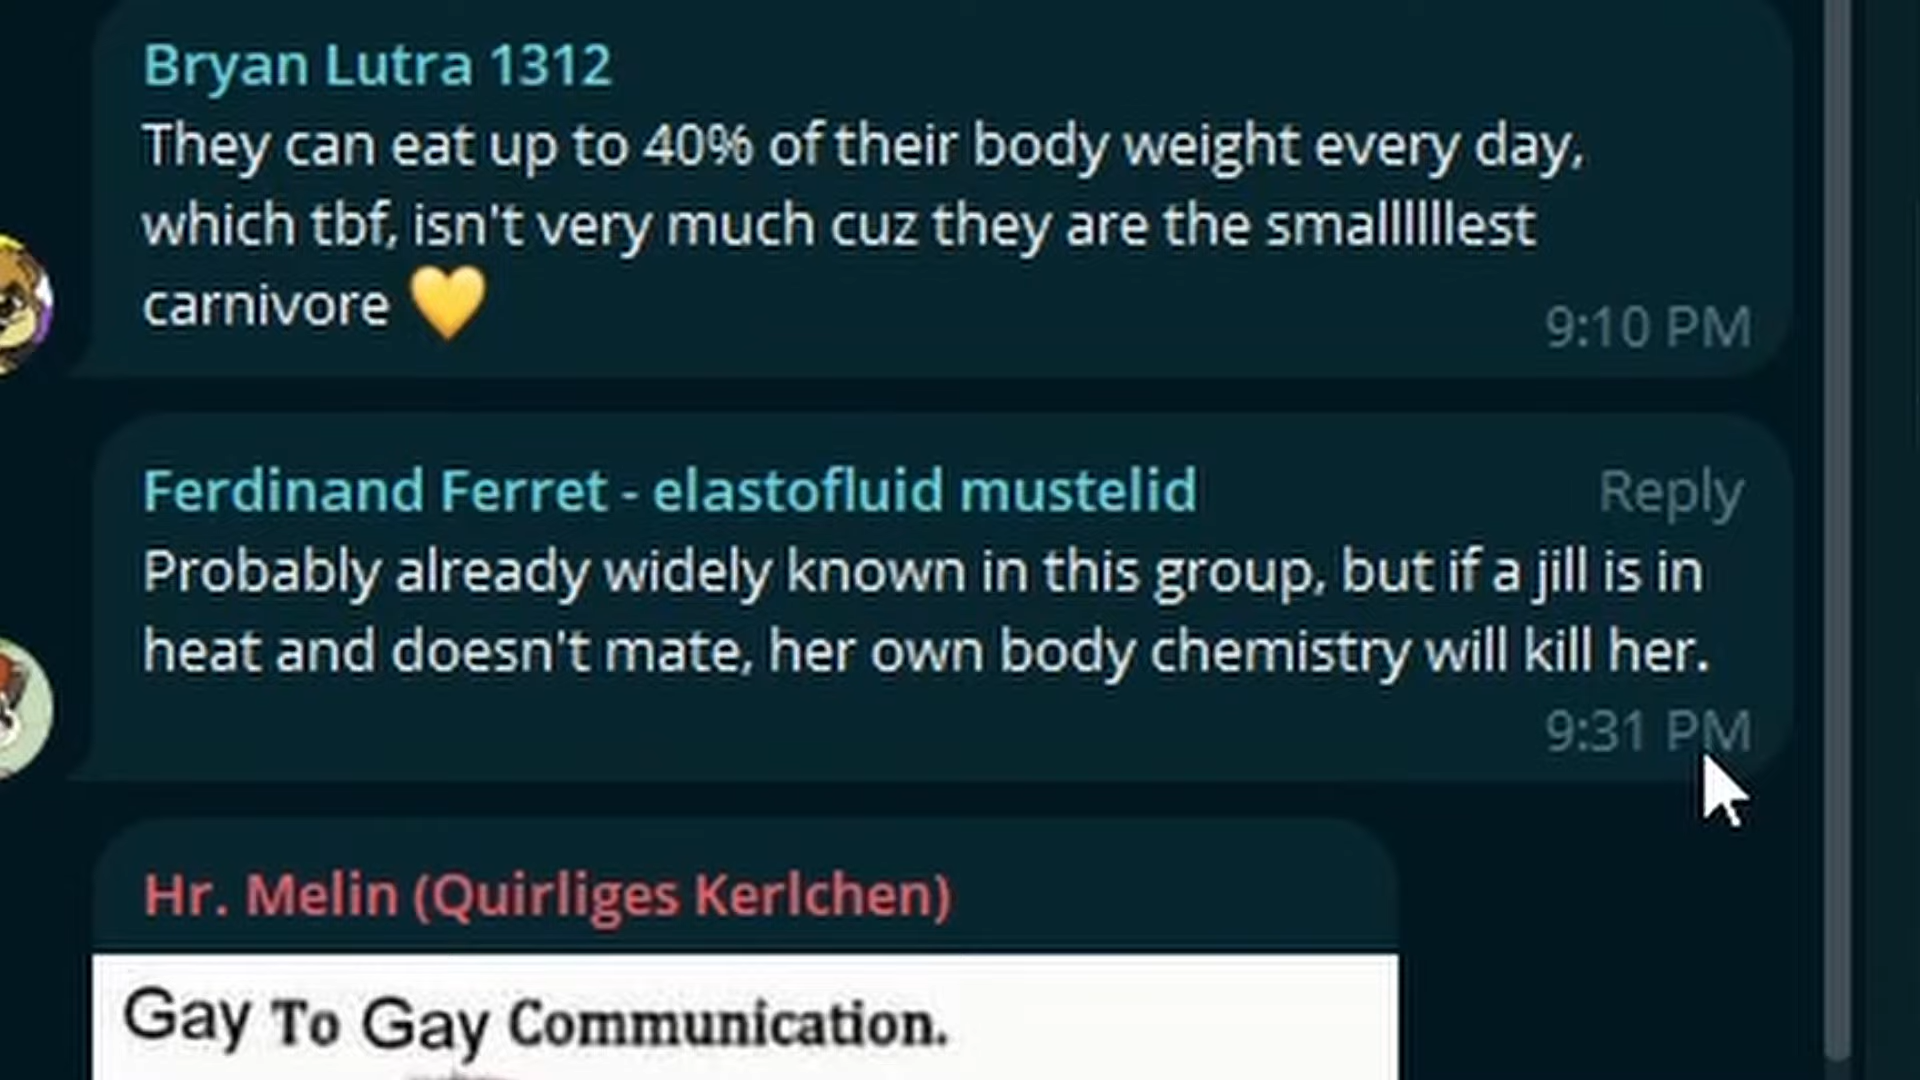 Bryan Lutra 1312
They can eat up to 40% of their body weight every day,
which tbf, isn't very much cuz they are the smallllllest
carnivore 💛
9:10 PM
Ferdinand Ferret - elastofluid mustelid
Reply
Probably already widely known in this group, but if a jill is in
heat and doesn't mate, her own body chemistry will kill her.
9:31 PM
Hr. Melin (Quirliges Kerlchen)
Gay To Gay Communication.